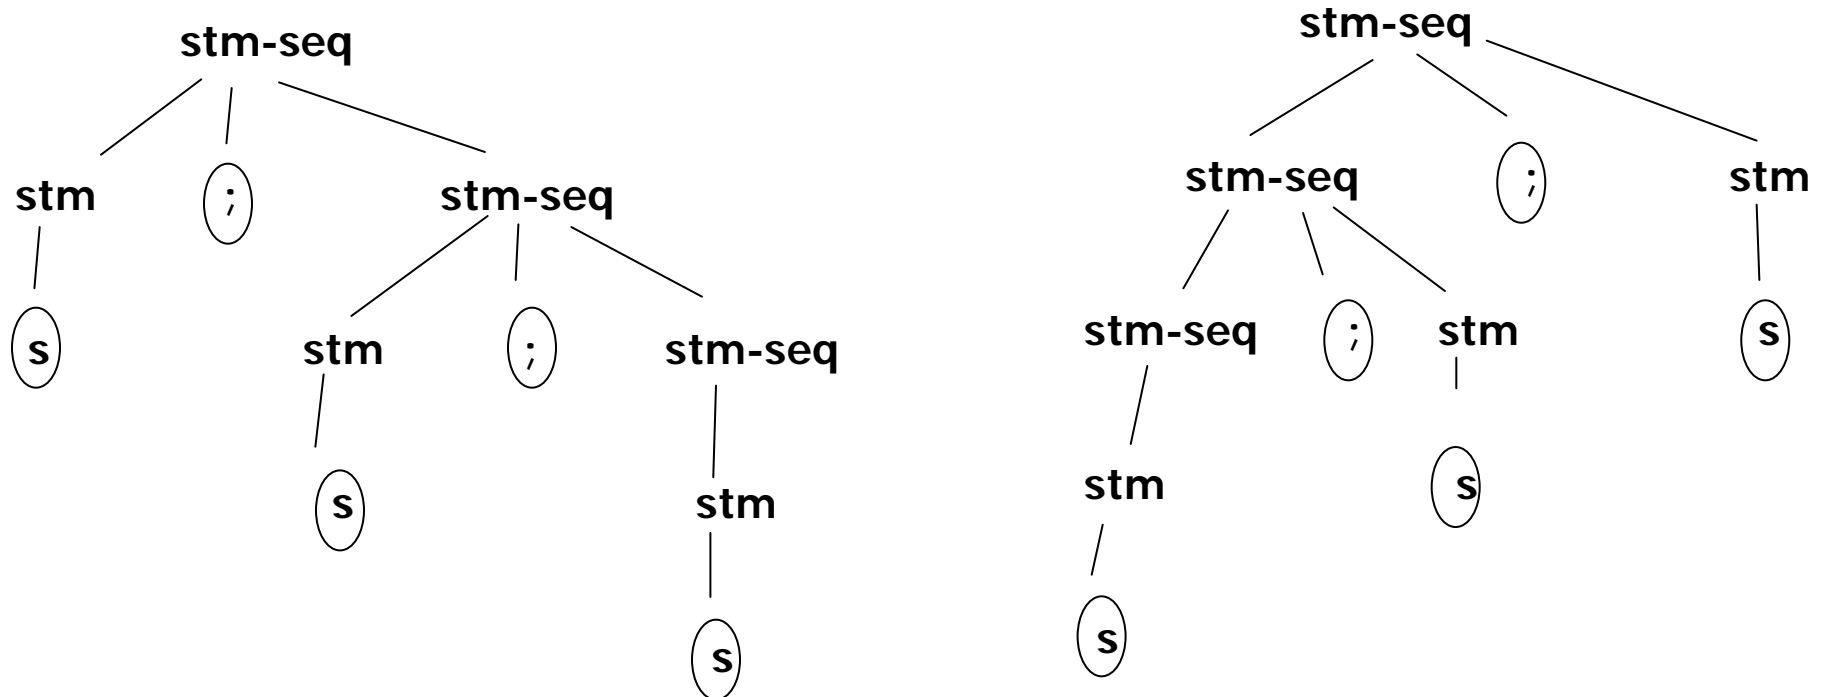 stm-seq
stm ; stm-seq
s stm ; stm-seq
s stm
s
stm-seq
stm-seq ; stm
stm-seq ; stm s
stm s
s